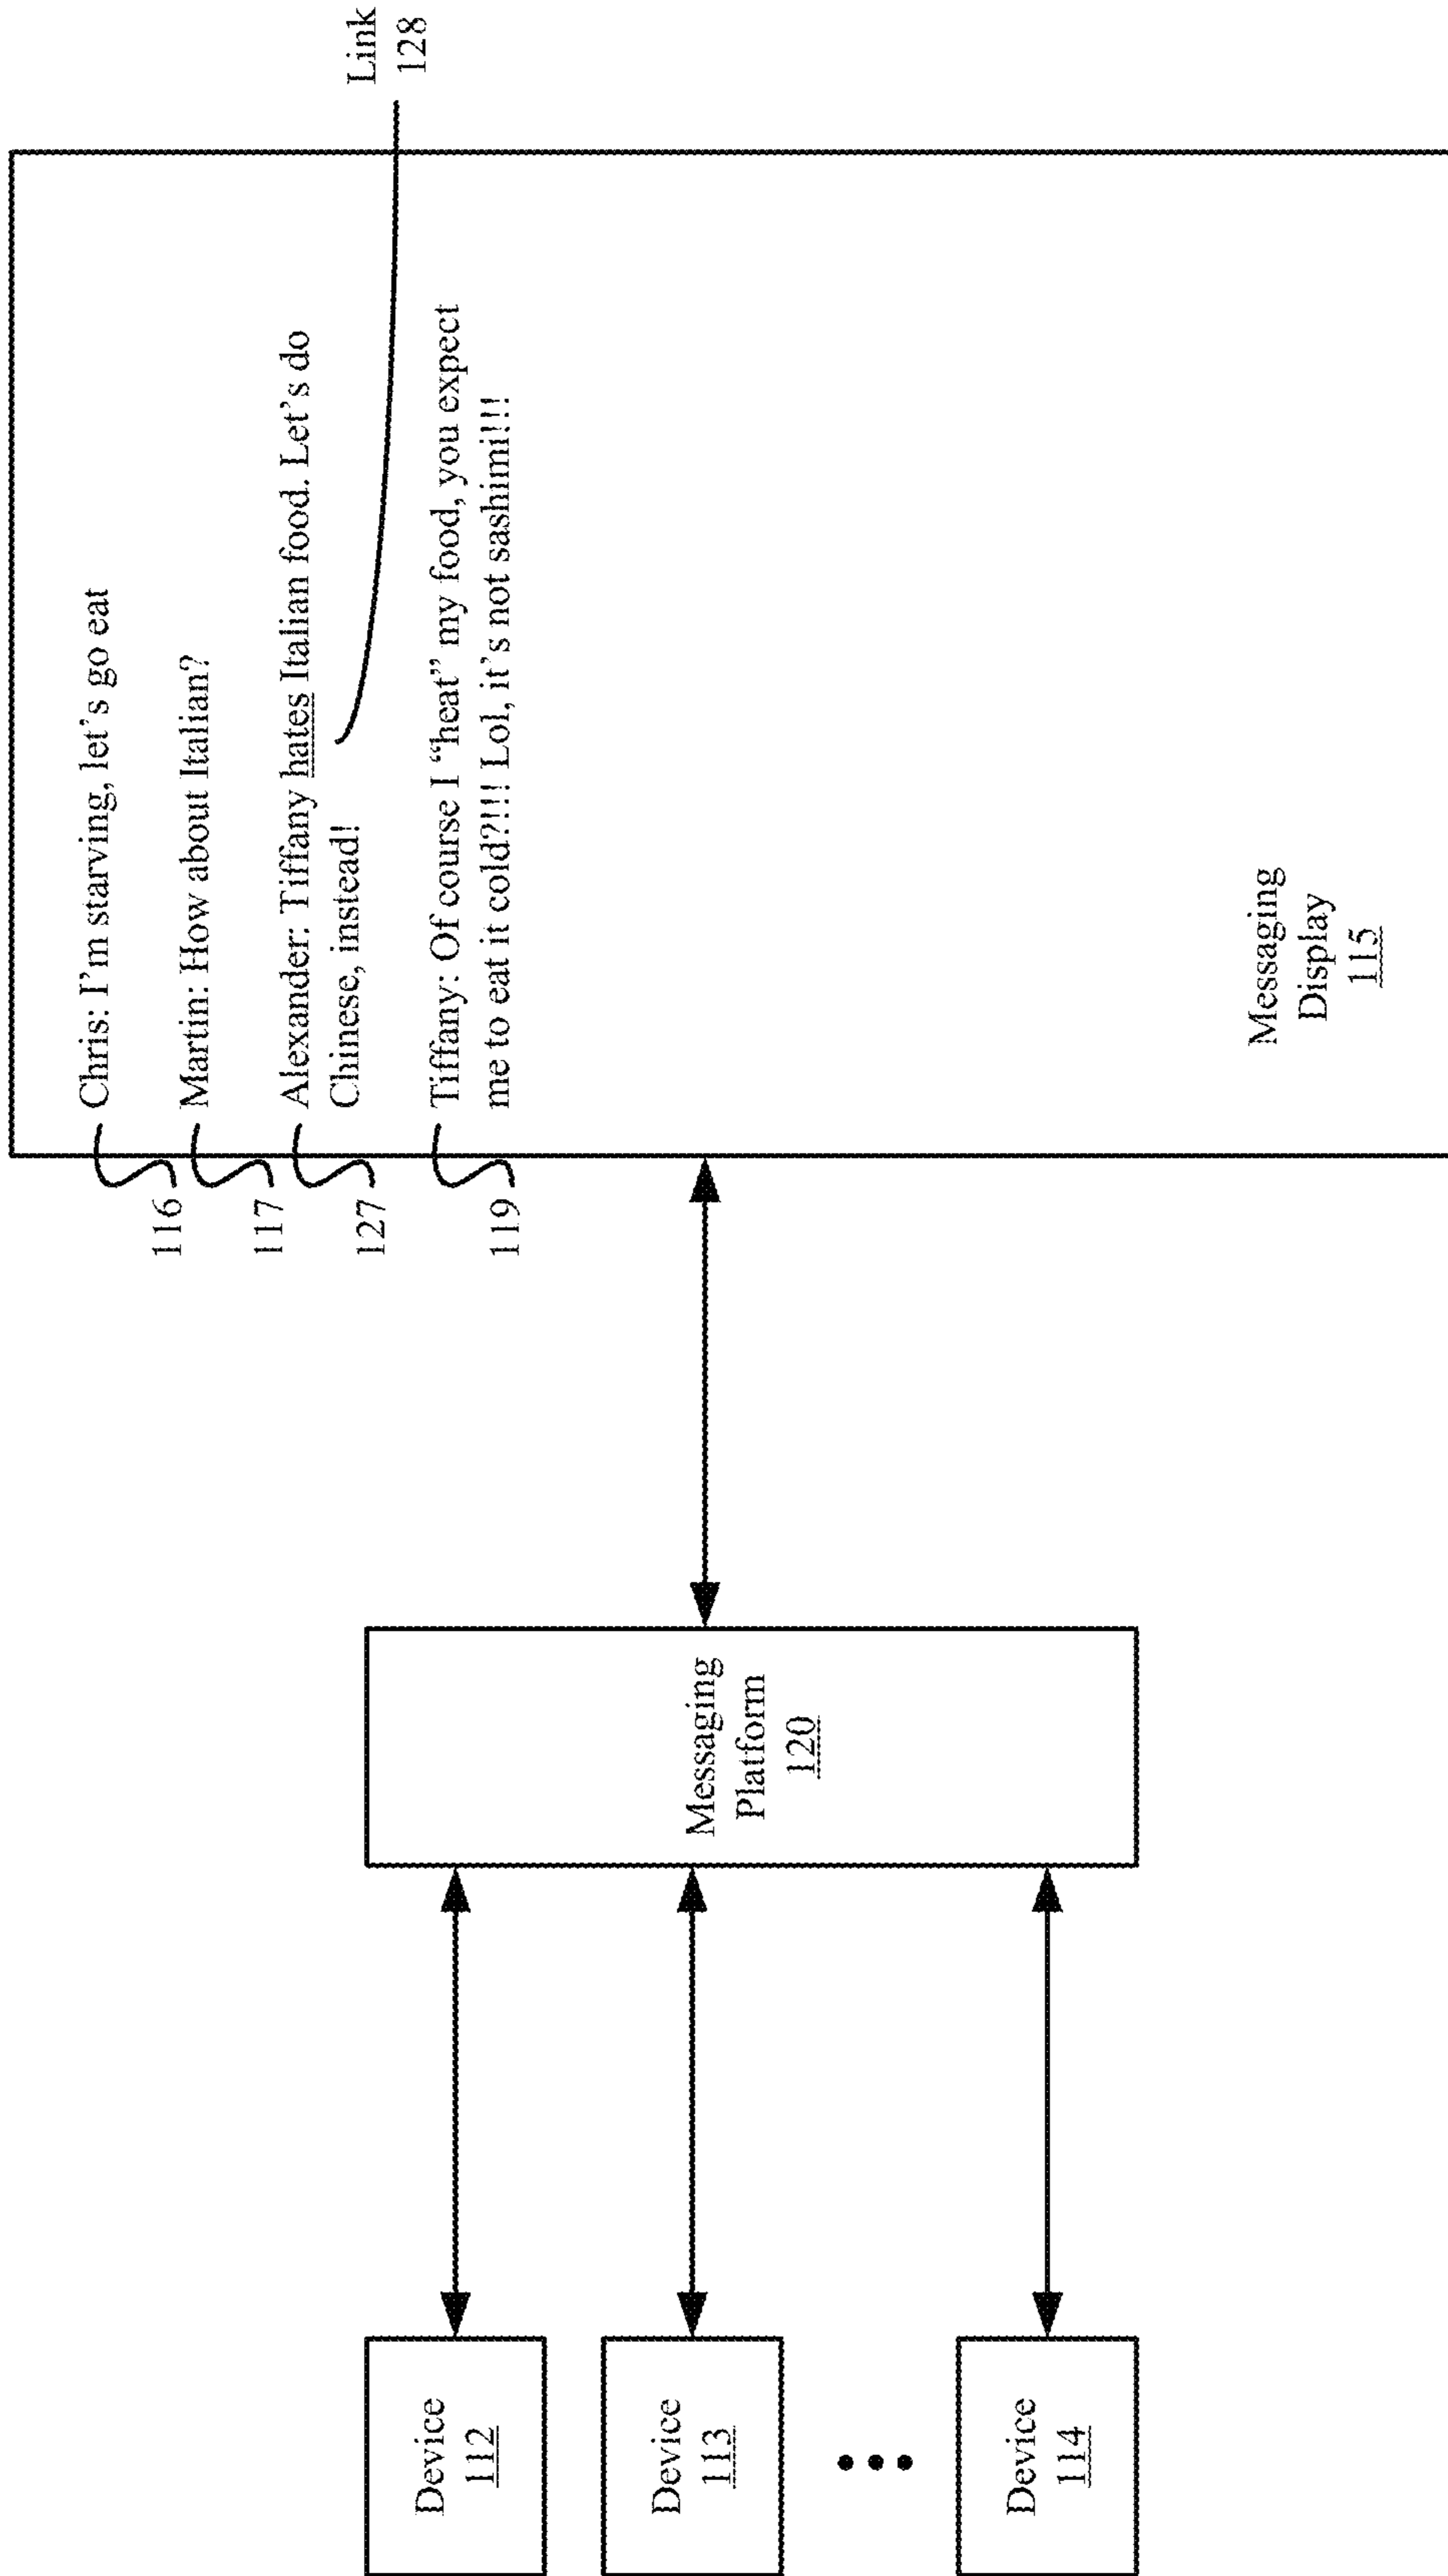 Device
112
Device
113
Device
114
Messaging
Platform
120
116
117
127
119
Chris: I'm starving, let's go eat
Martin: How about Italian?
Alexander: Tiffany hates Italian food. Let's do
Chinese, instead!
Tiffany: Of course I “heat” my food, you expect
me to eat it cold?!!! Lol, it's not sashimi!!!
Messaging
Display
115
Link
128